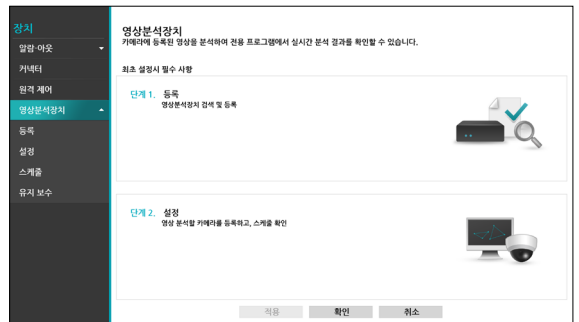 장치
알람·아웃
커넥터
원격 제어
영상분석장치
등록
설정
스케줄
유지 보수
영상분석장치
카메라에 등록된 영상을 분석하여 전용 프로그램에서 실시간 분석 결과를 확인할 수 있습니다.
최초 설정시 필수 사항
단계 1. 등록
영상분석장치 검색 및 등록
단계 2. 설정
영상 분석할 카메라를 등록하고, 스케줄 확인
적용 확인 취소